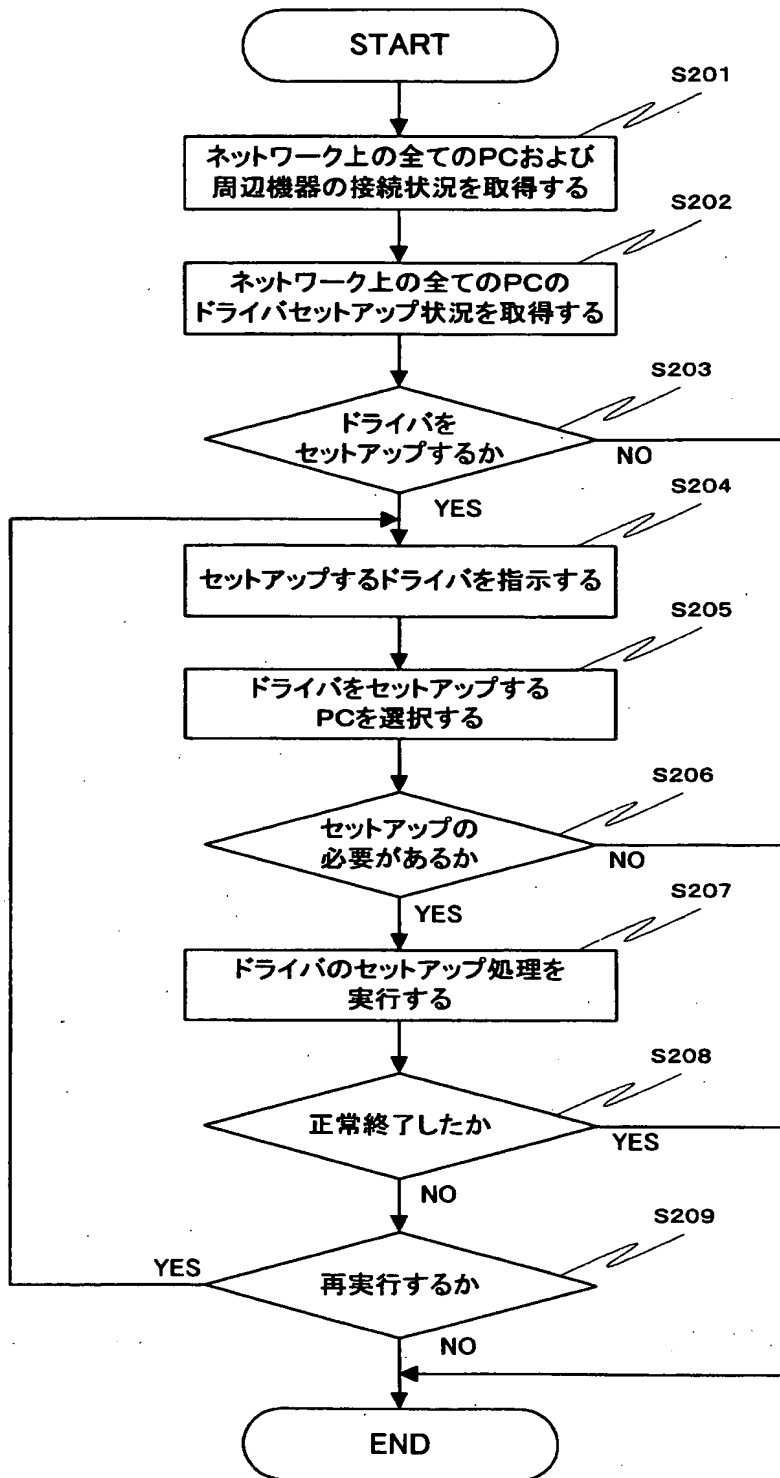 START
S201
ネットワーク上の全てのPCおよび
周辺機器の接続状況を取得する
S202
ネットワーク上の全てのPCの
ドライバセットアップ状況を取得する
S203
ドライバを
セットアップするか
NO
YES
S204
セットアップするドライバを指示する
S205
ドライバをセットアップする
PCを選択する
S206
セットアップの
必要があるか
NO
YES
S207
ドライバのセットアップ処理を
実行する
S208
正常終了したか
YES
NO
S209
YES
再実行するか
NO
END